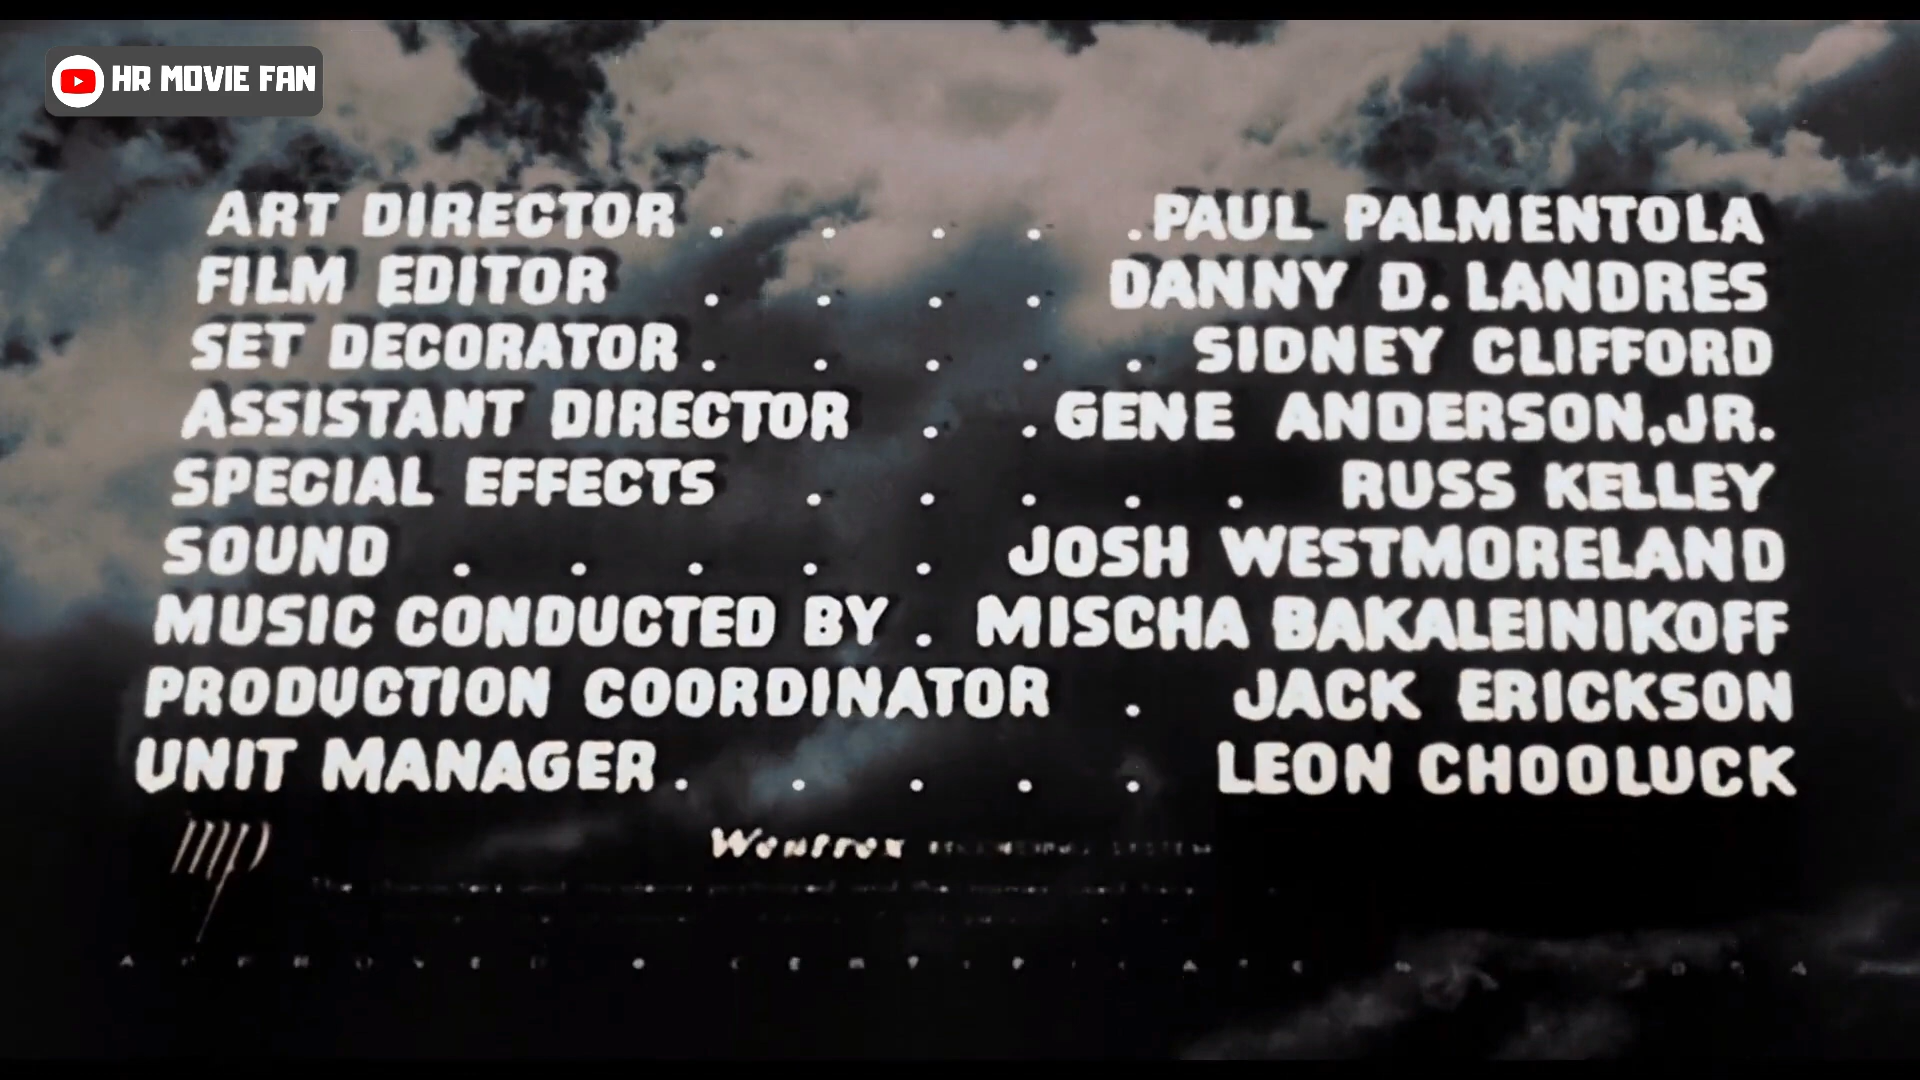 HR MOVIE FAN
ART DIRECTOR . . . . . PAUL PALMENTOLA
FILM EDITOR . . . . DANNY D. LANDRES
SET DECORATOR . . . . . SIDNEY CLIFFORD
ASSISTANT DIRECTOR . . GENE ANDERSON, JR.
SPECIAL EFFECTS . . . . . RUSS KELLEY
SOUND . . . . . JOSH WESTMORELAND
MUSIC CONDUCTED BY . MISCHA BAKALEINIKOFF
PRODUCTION COORDINATOR . JACK ERICKSON
UNIT MANAGER . . . . . LEON CHOOLUCK